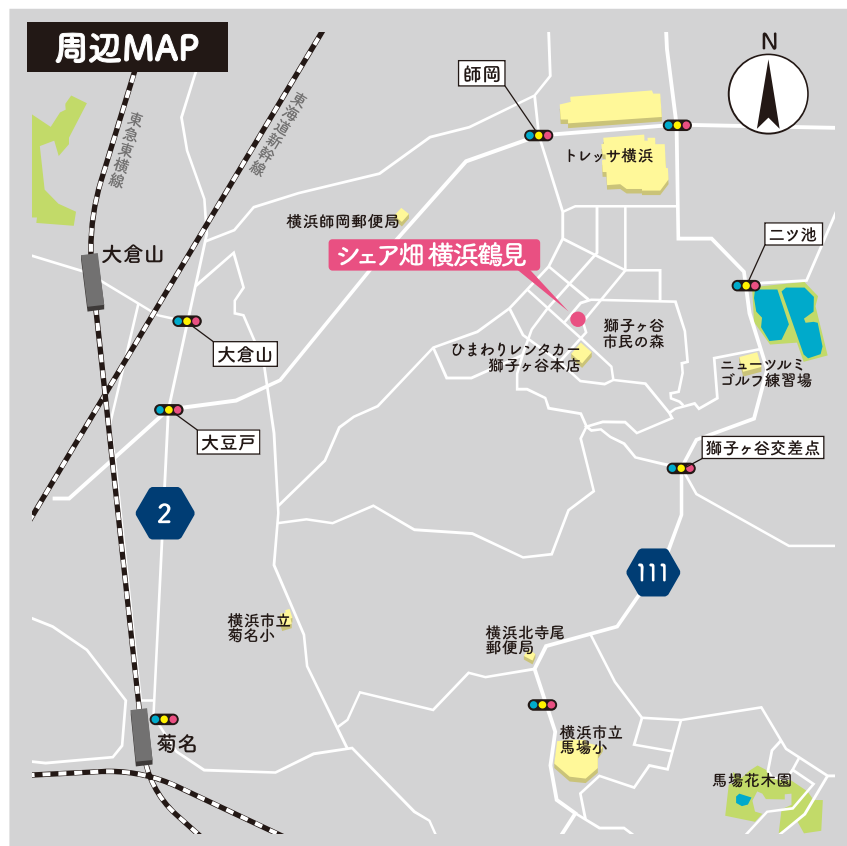 周辺MAP
N
師岡
東急東横線
東海道新幹線
トレッサ横浜
横浜師岡郵便局
二ツ池
大倉山
シェア畑 横浜鶴見
大倉山
獅子ヶ谷
市民の森
ひまわりレンタカー
獅子ヶ谷本店
ニューツルミ
ゴルフ練習場
大豆戸
獅子ヶ谷交差点
2
111
横浜市立
菊名小
横浜北寺尾
郵便局
菊名
横浜市立
馬場小
馬場花木園